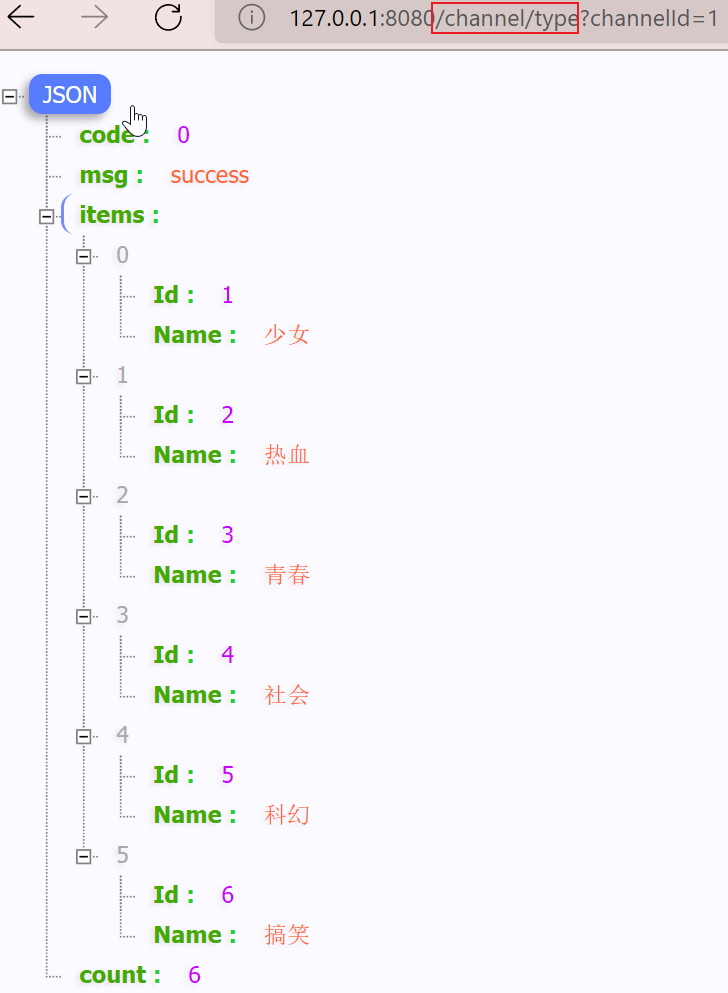 127.0.0.1:8080/channel/type?channelId=1
JSON
code : 0
msg : success
items :
0
Id : 1
Name : 少女
1
Id : 2
Name : 热血
2
Id : 3
Name : 青春
3
Id : 4
Name : 社会
4
Id : 5
Name : 科幻
5
Id : 6
Name : 搞笑
count : 6